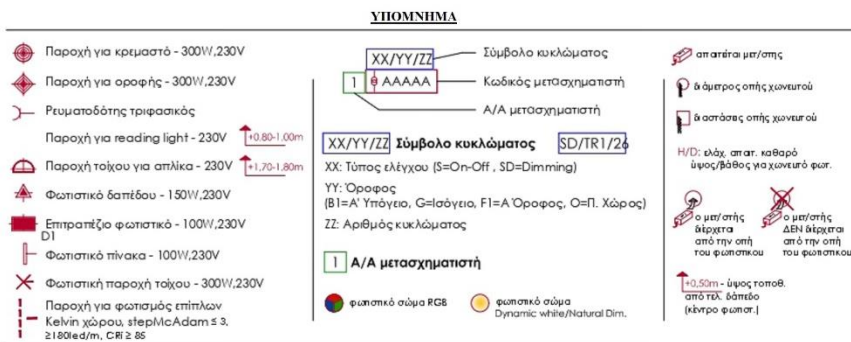 ΥΠΟΜΝΗΜΑ
Παροχή για κρεμαστό - 300W,230V
Παροχή για οροφής - 300W,230V
Ρευματοδότης τριφασικός
Παροχή για reading light - 230V
+0.80-1.00m
Παροχή τοίχου για απλίκα - 230V
+1,70-1.80m
Φωτιστικό δαπέδου - 150W,230V
Επιτραπέζιο φωτιστικό - 100W,230V
D1
Φωτιστικό πίνακα - 100W,230V
Φωτιστική παροχή τοίχου - 300W,230V
Παροχή για φωτισμός επίπλων
Kelvin χώρου, stepMcAdam ≤ 3,
≥180led/m, CRi ≥ 85
XX/YY/ZZ
Σύμβολο κυκλώματος
1
AAAAA
Κωδικός μετασχηματιστή
Α/Α μετασχηματιστή
XX/YY/ZZ Σύμβολο κυκλώματος SD/TR1/26
XX: Τύπος ελέγχου (S=On-Off , SD=Dimming)
YY: Όροφος
(B1=Α' Υπόγειο, G=Ισόγειο, F1=Α Όροφος, Ο=Π. Χώρος)
ZZ: Αριθμός κυκλώματος
1 Α/Α μετασχηματιστή
φωτιστικό σώμα RGB
φωτιστικό σώμα
Dynamic white/Natural Dim.
απαιτείται μετ/στης
διάμετρος οπής χωνευτού
διαστάσεις οπής χωνευτού
H/D: ελάχ. απαιτ. καθαρό
ύψος/βάθος για χωνευτό φωτ.
ο μετ/στής
διέρχεται
από την οπή
του φωτιστικου
ο μετ/στής
ΔΕΝ διέρχεται
από την οπή
του φωτιστικου
+0,50m - ύψος τοποθ.
από τελ. δάπεδο
(κέντρο φωτιστ.)